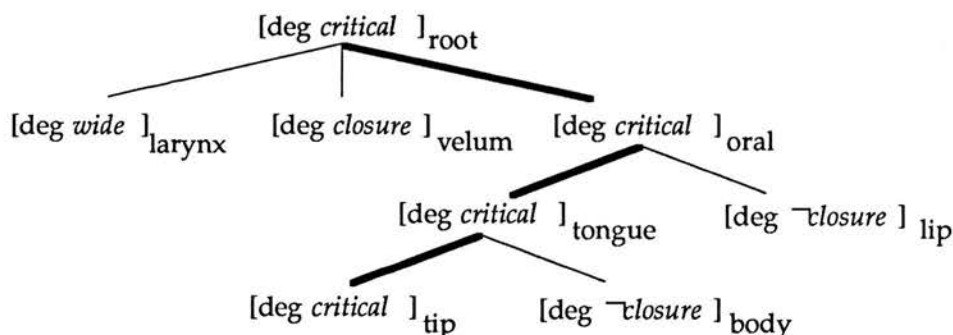 [deg critical ]root
[deg wide ]larynx [deg closure ]velum [deg critical ]oral
[deg critical ]tongue [deg ¬closure ] lip
[deg critical ]tip [deg ¬closure ]body